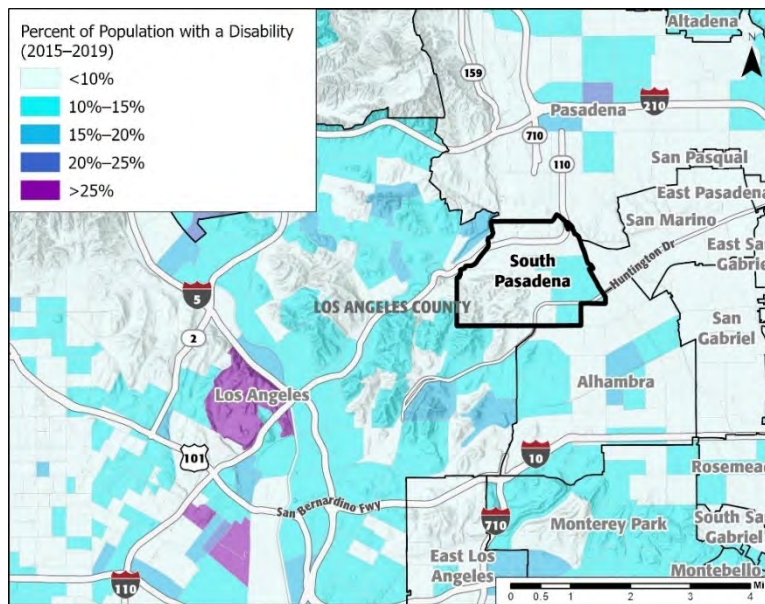 Percent of Population with a Disability
(2015–2019)
<10%
10%–15%
15%–20%
20%–25%
>25%
Altadena
N
159
Pasadena
210
710
110
San Pasqual
East Pasadena
San Marino
South
Pasadena
Huntington Dr
East San
Gabriel
5
LOS ANGELES COUNTY
2
San
Gabriel
Alhambra
Los Angeles
101
10
Rosemead
San Bernardino Fwy
710
Monterey Park
South San
Gabriel
East Los
Angeles
Montebello
110
0 0.5 1 2 3 4